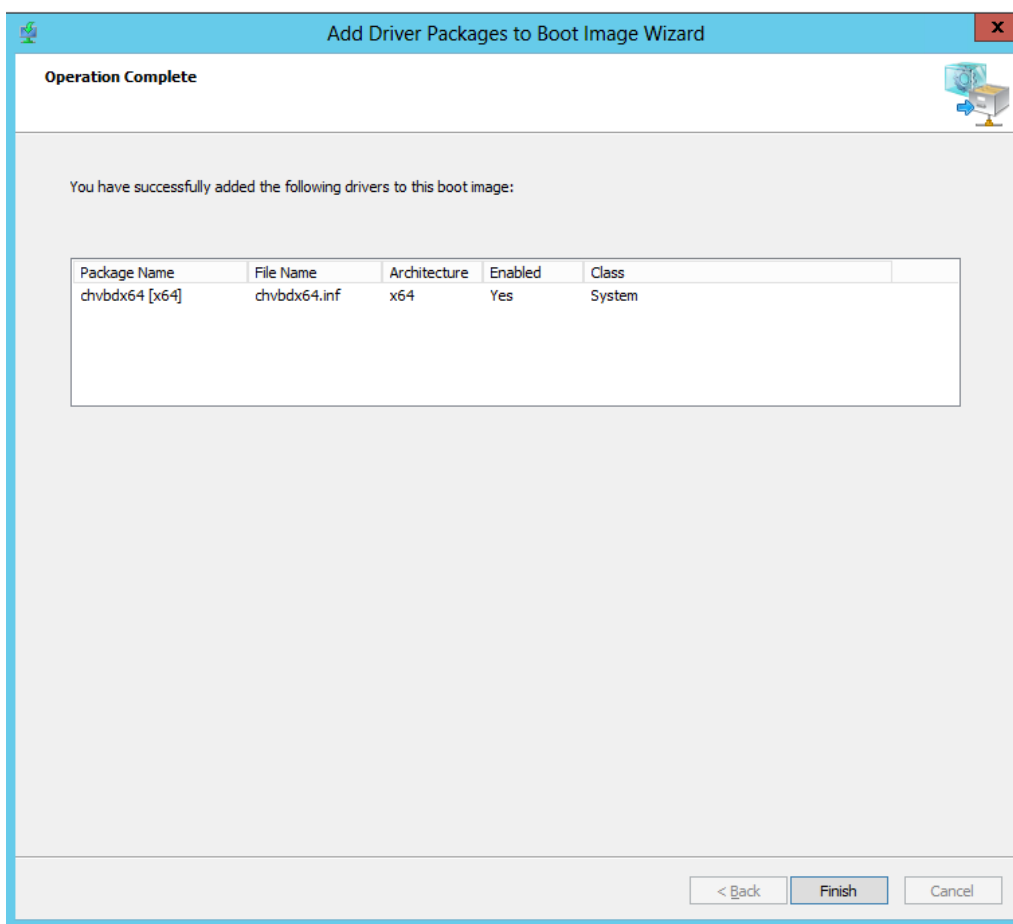 Add Driver Packages to Boot Image Wizard
x
Operation Complete
You have successfully added the following drivers to this boot image:
Package Name File Name Architecture Enabled Class
chvbdx64 [x64] chvbdx64.inf x64 Yes System
< Back Finish Cancel